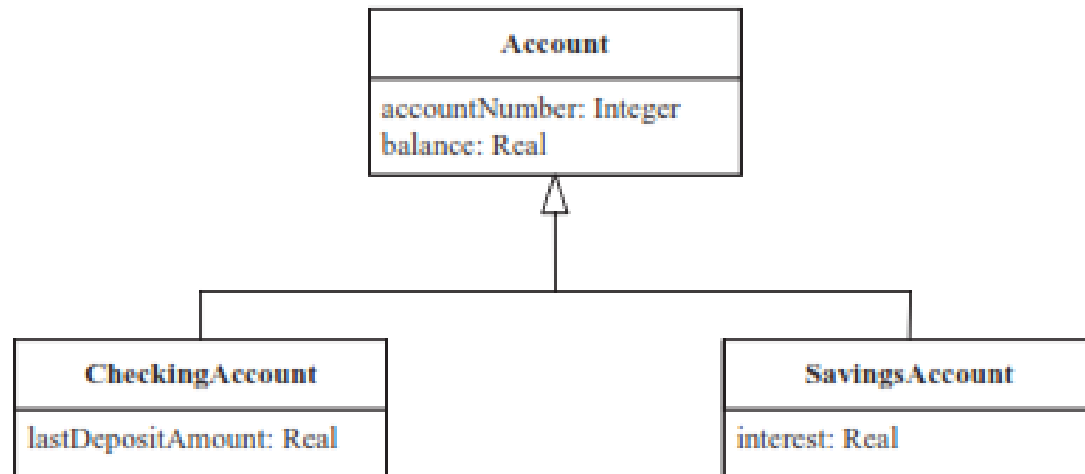 Account
accountNumber: Integer
balance: Real
CheckingAccount
lastDepositAmount: Real
SavingsAccount
interest: Real